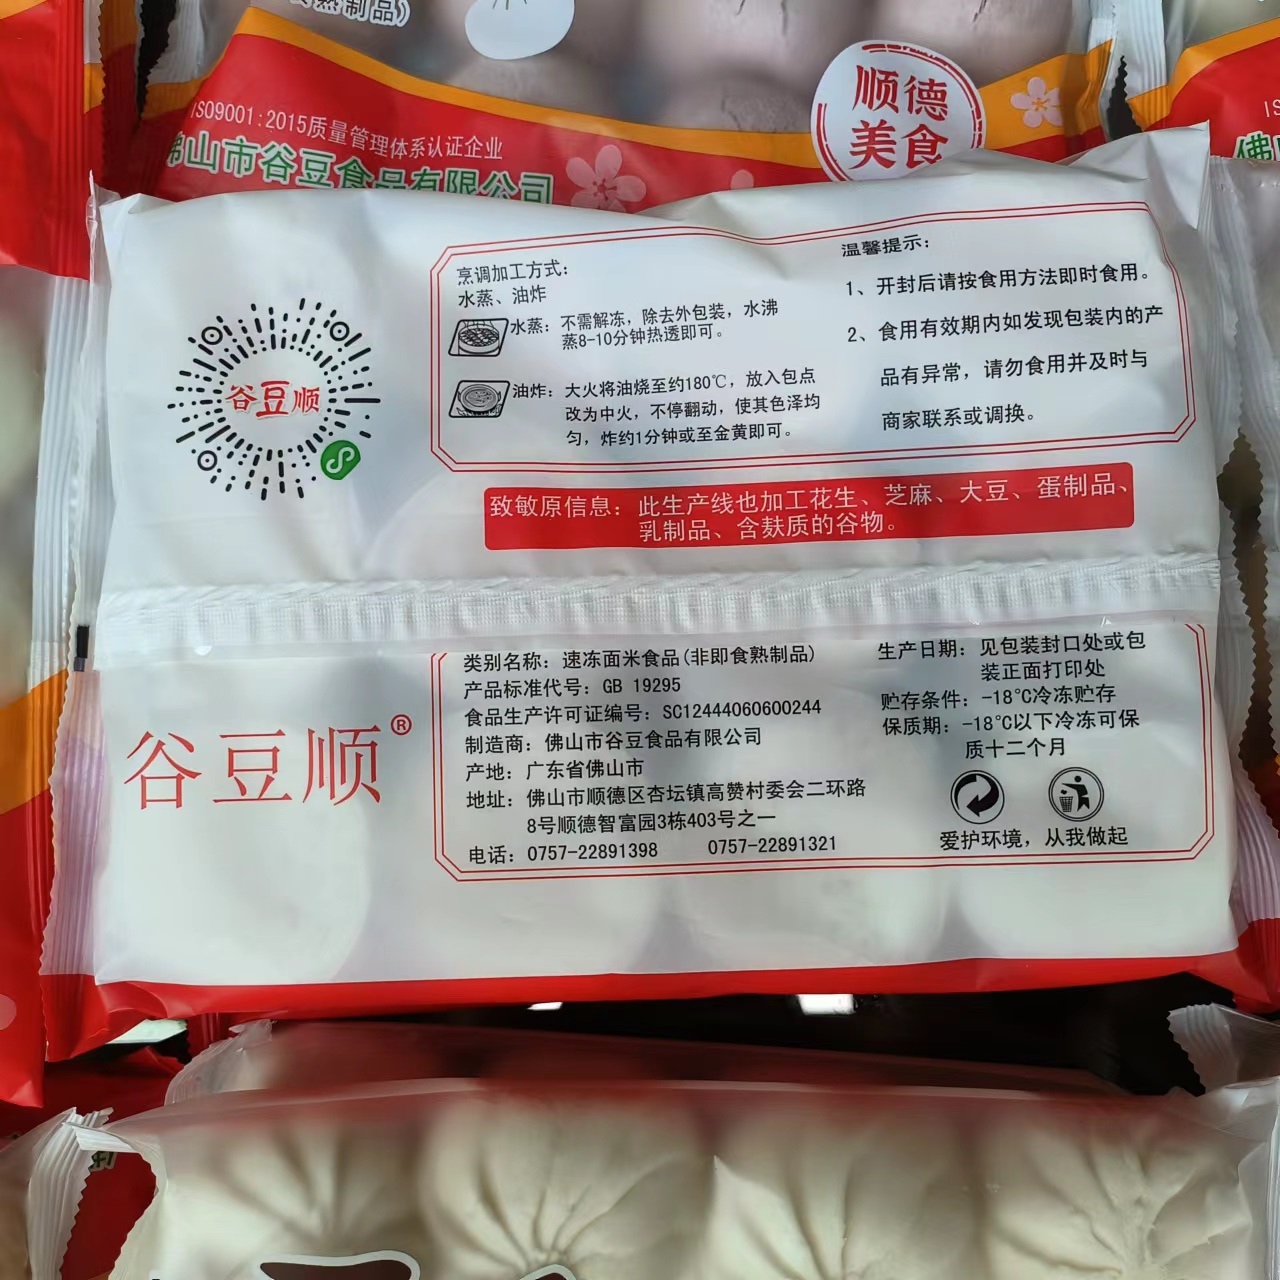 食熟制品)
ISO9001:2015质量管理体系认证企业
佛山市谷豆食品有限公司
顺德
美食
IS
佛
谷豆顺
烹调加工方式:
水蒸、油炸
水蒸: 不需解冻，除去外包装，水沸
蒸8-10分钟热透即可。
油炸: 大火将油烧至约180℃，放入包点
改为中火，不停翻动，使其色泽均
匀，炸约1分钟或至金黄即可。
温馨提示:
1、开封后请按食用方法即时食用。
2、食用有效期内如发现包装内的产
品有异常，请勿食用并及时与
商家联系或调换。
致敏原信息: 此生产线也加工花生、芝麻、大豆、蛋制品、
乳制品、含麸质的谷物。
谷豆顺®
类别名称: 速冻面米食品(非即食熟制品)
产品标准代号: GB 19295
食品生产许可证编号: SC12444060600244
制造商: 佛山市谷豆食品有限公司
产地: 广东省佛山市
地址: 佛山市顺德区杏坛镇高赞村委会二环路
8号顺德智富园3栋403号之一
电话: 0757-22891398 0757-22891321
生产日期: 见包装封口处或包
装正面打印处
贮存条件: -18℃冷冻贮存
保质期: -18℃以下冷冻可保
质十二个月
爱护环境，从我做起